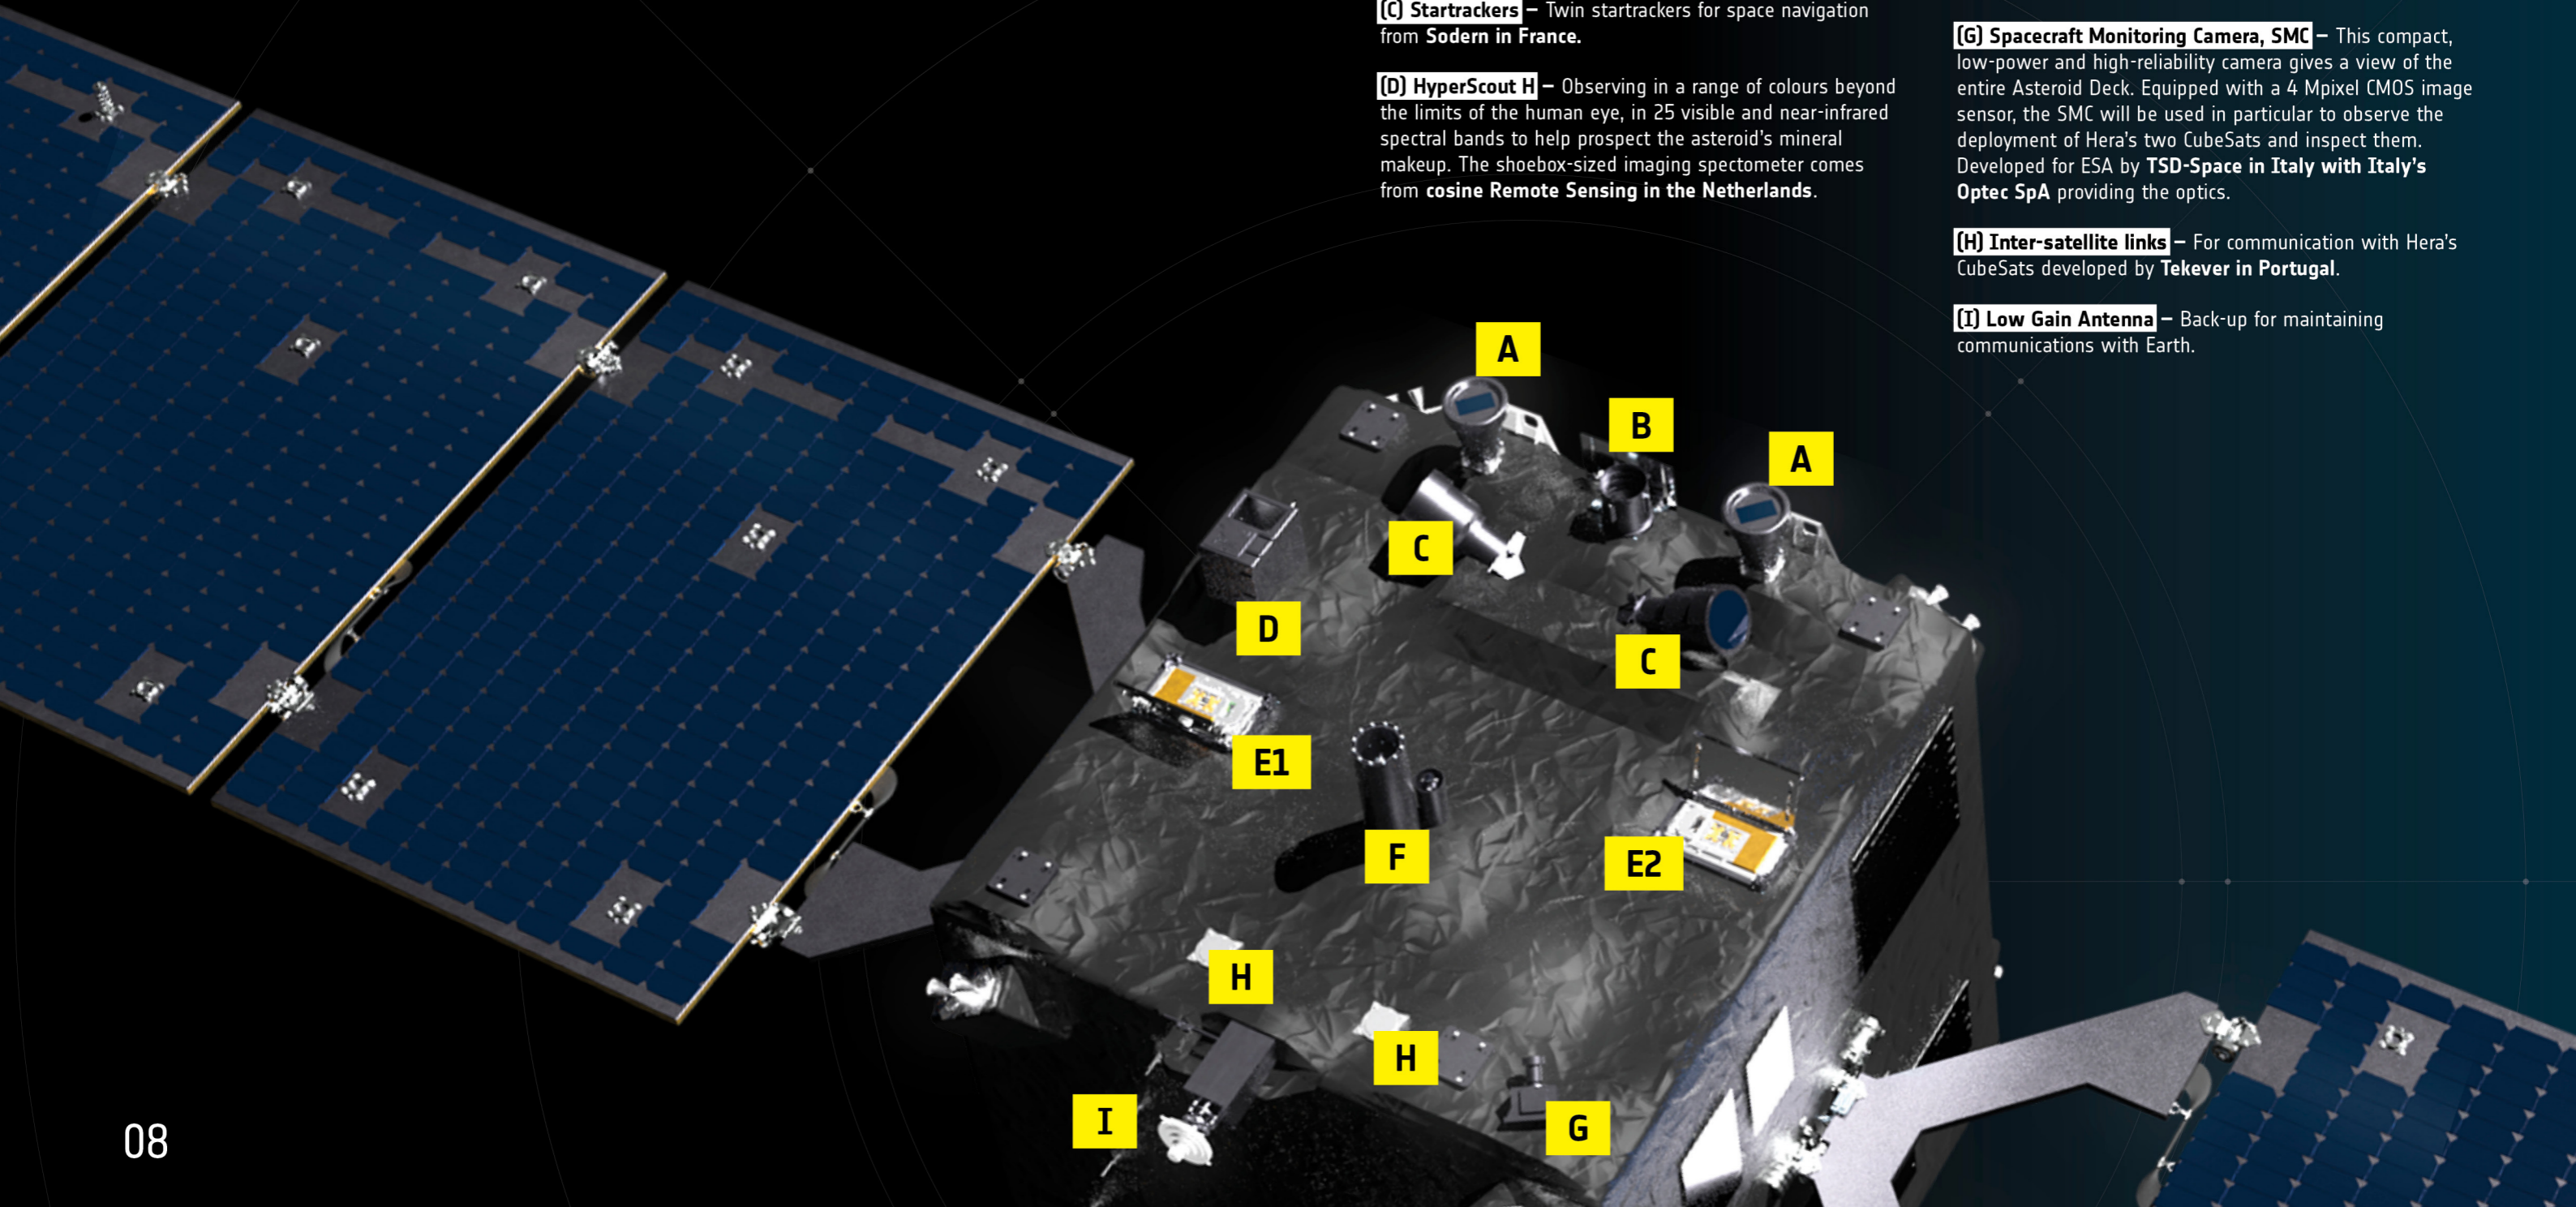 (C) Startrackers – Twin startrackers for space navigation
from Sodern in France.
(D) HyperScout H – Observing in a range of colours beyond
the limits of the human eye, in 25 visible and near-infrared
spectral bands to help prospect the asteroid's mineral
makeup. The shoebox-sized imaging spectometer comes
from cosine Remote Sensing in the Netherlands.
(G) Spacecraft Monitoring Camera, SMC – This compact,
low-power and high-reliability camera gives a view of the
entire Asteroid Deck. Equipped with a 4 Mpixel CMOS image
sensor, the SMC will be used in particular to observe the
deployment of Hera's two CubeSats and inspect them.
Developed for ESA by TSD-Space in Italy with Italy's
Optec SpA providing the optics.
(H) Inter-satellite links – For communication with Hera's
CubeSats developed by Tekever in Portugal.
(I) Low Gain Antenna – Back-up for maintaining
communications with Earth.
A
B
A
C
D
C
E1
F
E2
H
H
I
G
08